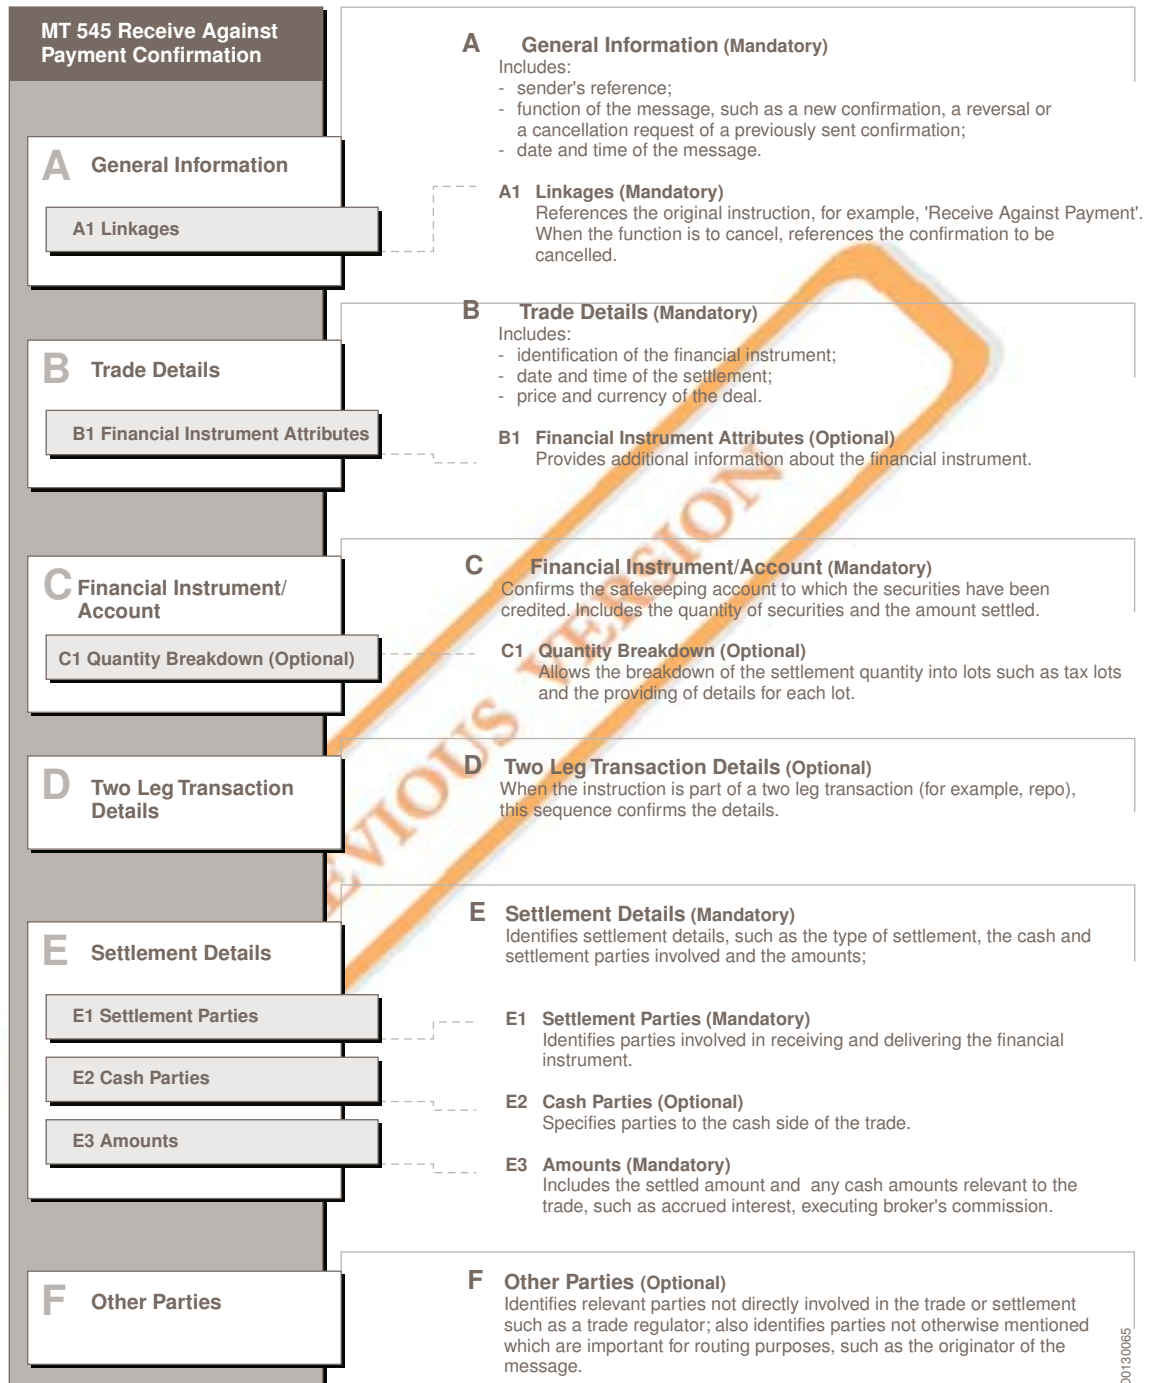 MT 545 Receive Against
Payment Confirmation
A General Information
A1 Linkages
B Trade Details
B1 Financial Instrument Attributes
C Financial Instrument/
Account
C1 Quantity Breakdown (Optional)
D Two Leg Transaction
Details
E Settlement Details
E1 Settlement Parties
E2 Cash Parties
E3 Amounts
F Other Parties
A General Information (Mandatory)
Includes:
- sender's reference;
- function of the message, such as a new confirmation, a reversal or
a cancellation request of a previously sent confirmation;
- date and time of the message.
A1 Linkages (Mandatory)
References the original instruction, for example, 'Receive Against Payment'.
When the function is to cancel, references the confirmation to be
cancelled.
B Trade Details (Mandatory)
Includes:
- identification of the financial instrument;
- date and time of the settlement;
- price and currency of the deal.
B1 Financial Instrument Attributes (Optional)
Provides additional information about the financial instrument.
C Financial Instrument/Account (Mandatory)
Confirms the safekeeping account to which the securities have been
credited. Includes the quantity of securities and the amount settled.
C1 Quantity Breakdown (Optional)
Allows the breakdown of the settlement quantity into lots such as tax lots
and the providing of details for each lot.
D Two Leg Transaction Details (Optional)
When the instruction is part of a two leg transaction (for example, repo),
this sequence confirms the details.
E Settlement Details (Mandatory)
Identifies settlement details, such as the type of settlement, the cash and
settlement parties involved and the amounts;
E1 Settlement Parties (Mandatory)
Identifies parties involved in receiving and delivering the financial
instrument.
E2 Cash Parties (Optional)
Specifies parties to the cash side of the trade.
E3 Amounts (Mandatory)
Includes the settled amount and any cash amounts relevant to the
trade, such as accrued interest, executing broker's commission.
F Other Parties (Optional)
Identifies relevant parties not directly involved in the trade or settlement
such as a trade regulator; also identifies parties not otherwise mentioned
which are important for routing purposes, such as the originator of the
message.
EVIOUS VERSION